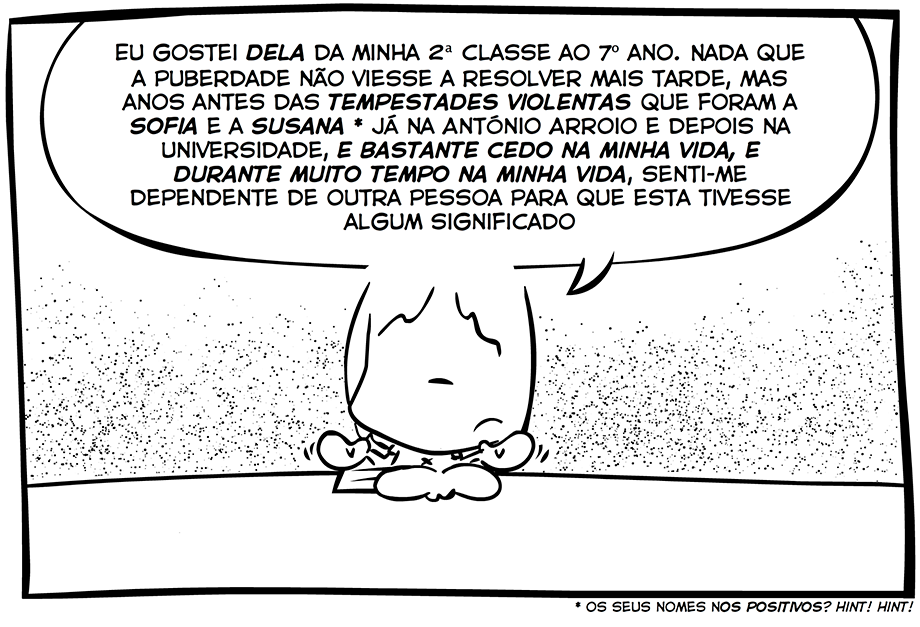 EU GOSTEI DELA DA MINHA 2ª CLASSE AO 7º ANO. NADA QUE
A PUBERDADE NÃO VIESSE A RESOLVER MAIS TARDE, MAS
ANOS ANTES DAS TEMPESTADES VIOLENTAS QUE FORAM A
SOFIA E A SUSANA * JÁ NA ANTÓNIO ARROIO E DEPOIS NA
UNIVERSIDADE, E BASTANTE CEDO NA MINHA VIDA, E
DURANTE MUITO TEMPO NA MINHA VIDA, SENTI-ME
DEPENDENTE DE OUTRA PESSOA PARA QUE ESTA TIVESSE
ALGUM SIGNIFICADO
* OS SEUS NOMES NOS POSITIVOS? HINT! HINT!